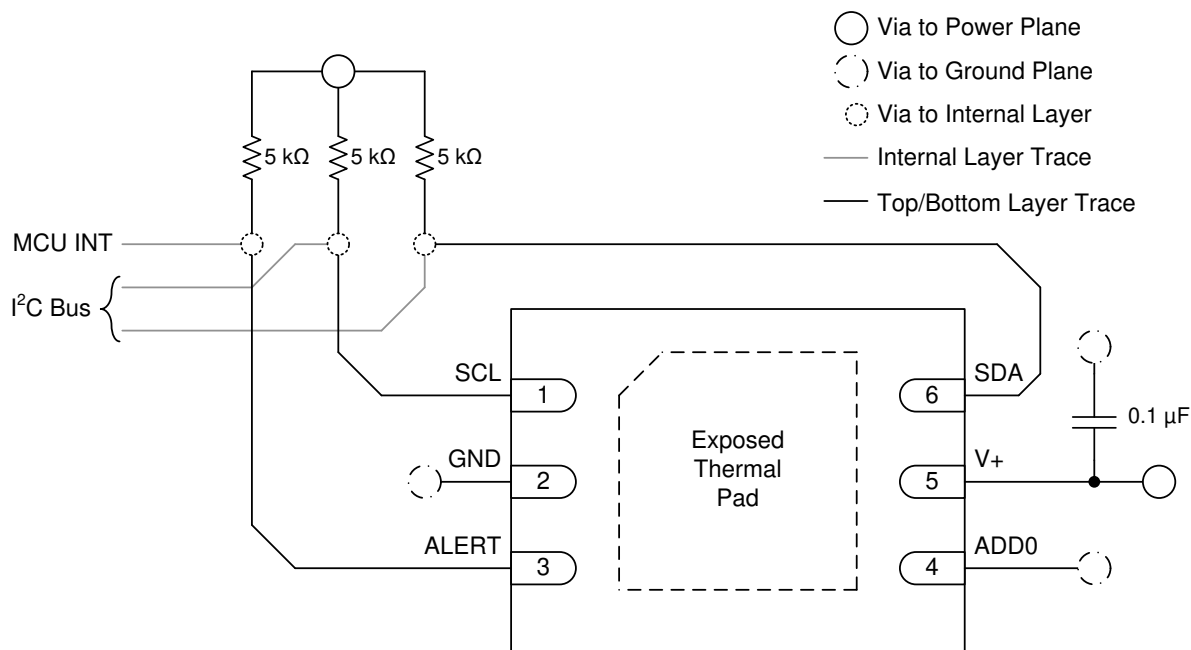 Via to Power Plane
Via to Ground Plane
Via to Internal Layer
Internal Layer Trace
Top/Bottom Layer Trace
5 kΩ
5 kΩ
5 kΩ
MCU INT
I²C Bus
SCL
1
GND
2
ALERT
3
Exposed
Thermal
Pad
SDA
6
V+
5
ADD0
4
0.1 µF